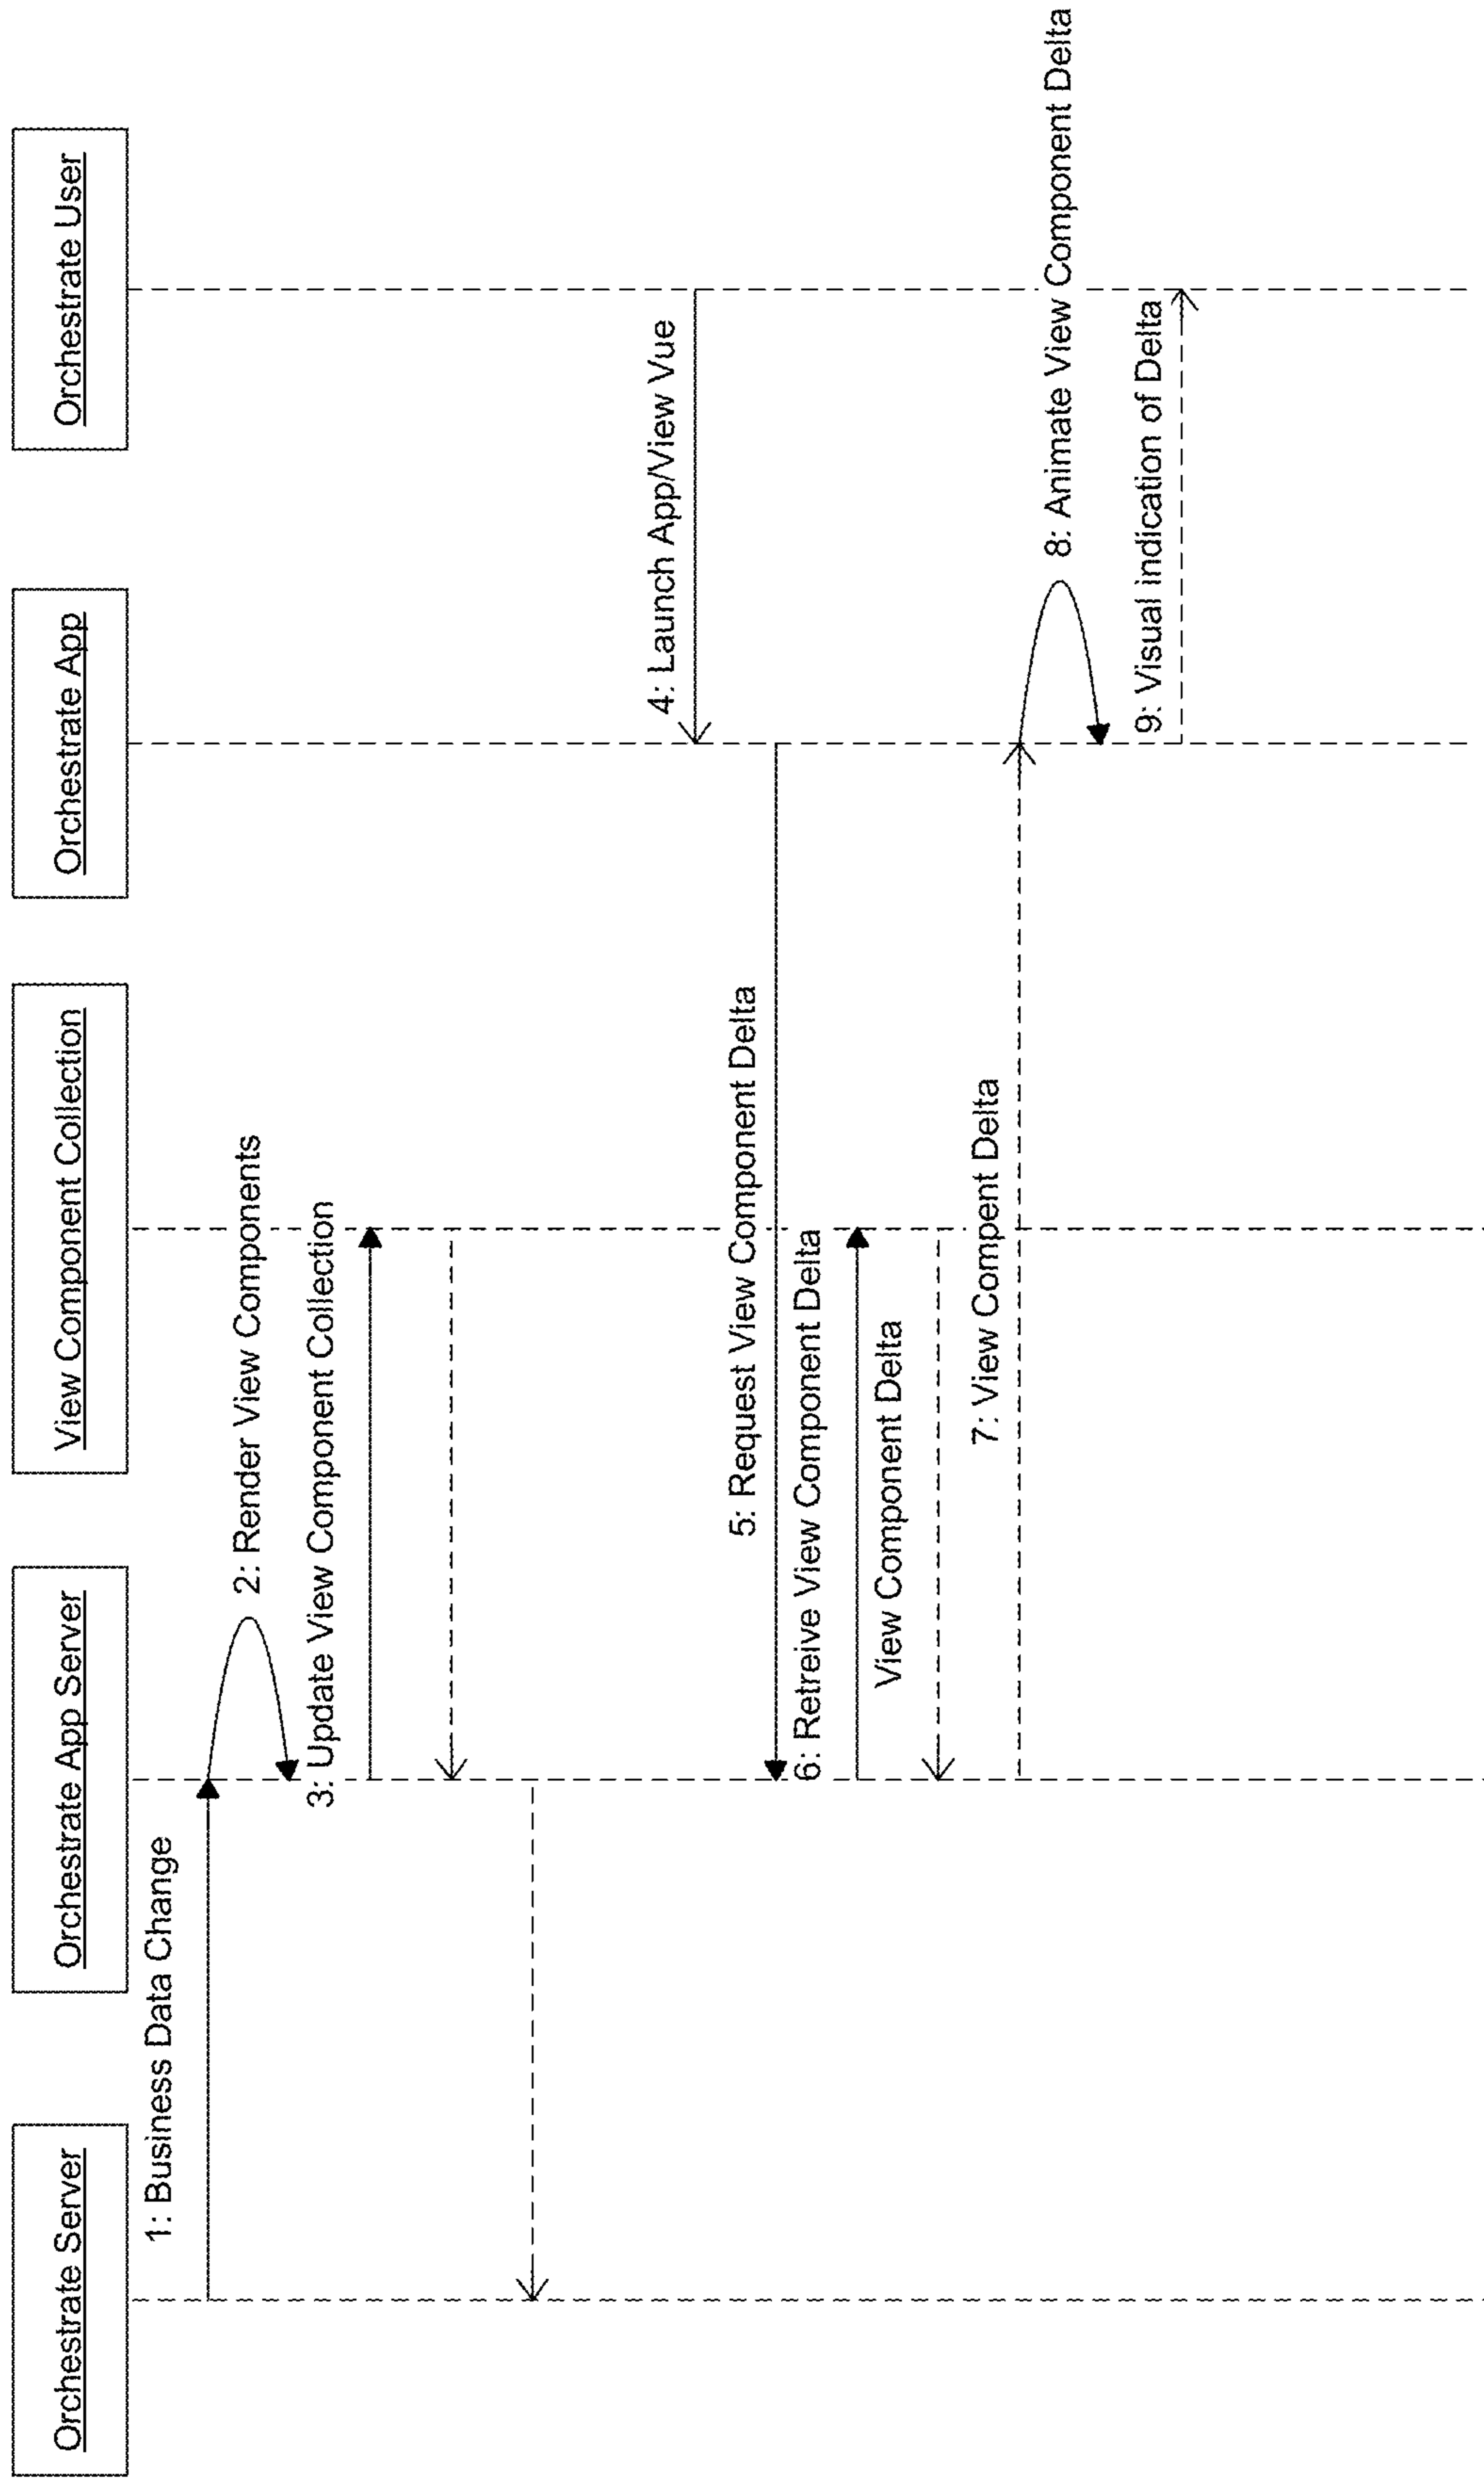 Orchestrate Server
Orchestrate App Server
View Component Collection
Orchestrate App
Orchestrate User
1: Business Data Change
2: Render View Components
3: Update View Component Collection
4: Launch App/View Vue
5: Request View Component Delta
6: Retreive View Component Delta
View Component Delta
7: View Compent Delta
8: Animate View Component Delta
9: Visual indication of Delta